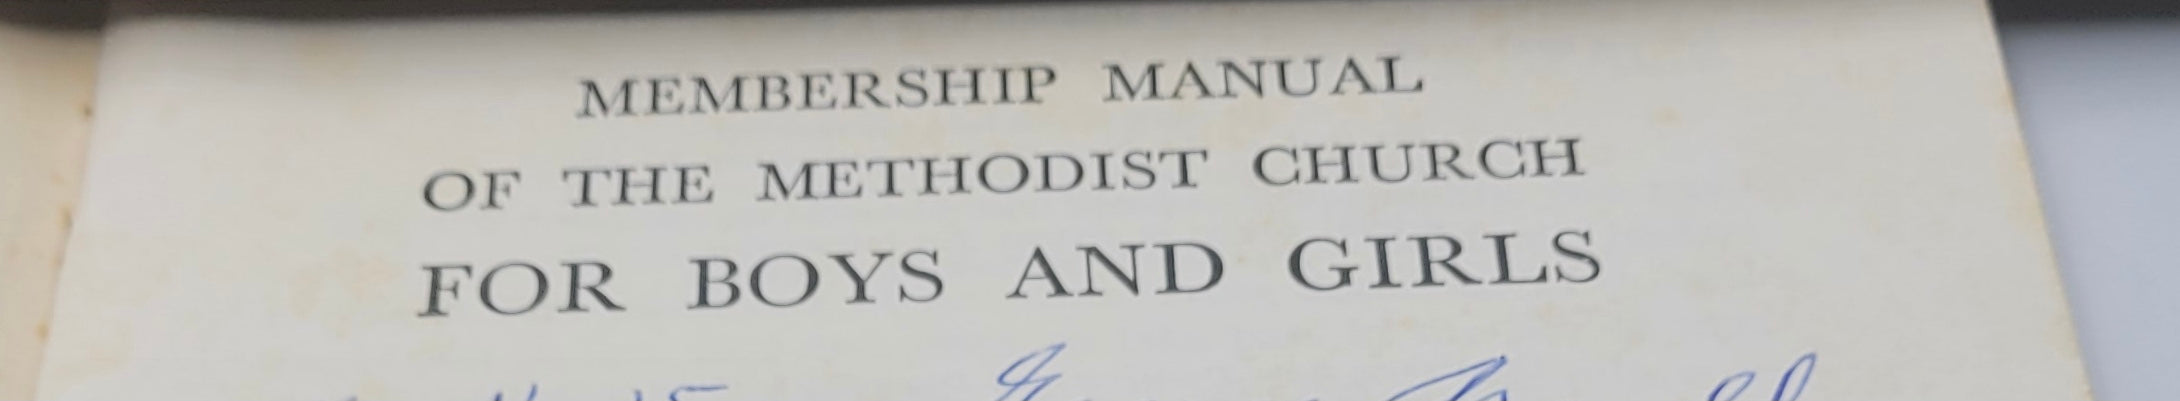 MEMBERSHIP MANUAL
OF THE METHODIST CHURCH
FOR BOYS AND GIRLS